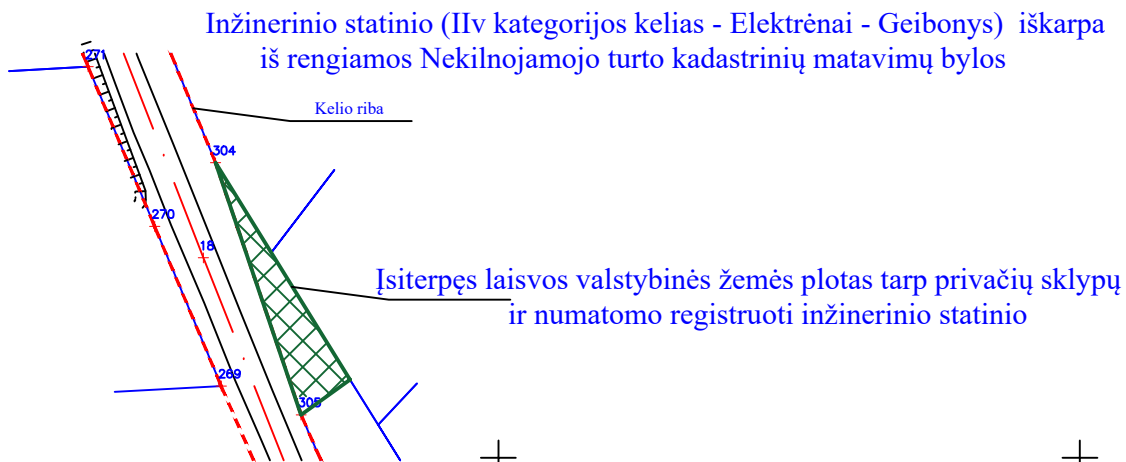 Inžinerinio statinio (IIv kategorijos kelias - Elektrėnai - Geibonys) iškarpa
iš rengiamos Nekilnojamojo turto kadastrinių matavimų bylos
271
Kelio riba
304
270
18
Įsiterpęs laisvos valstybinės žemės plotas tarp privačių sklypų
ir numatomo registruoti inžinerinio statinio
269
305